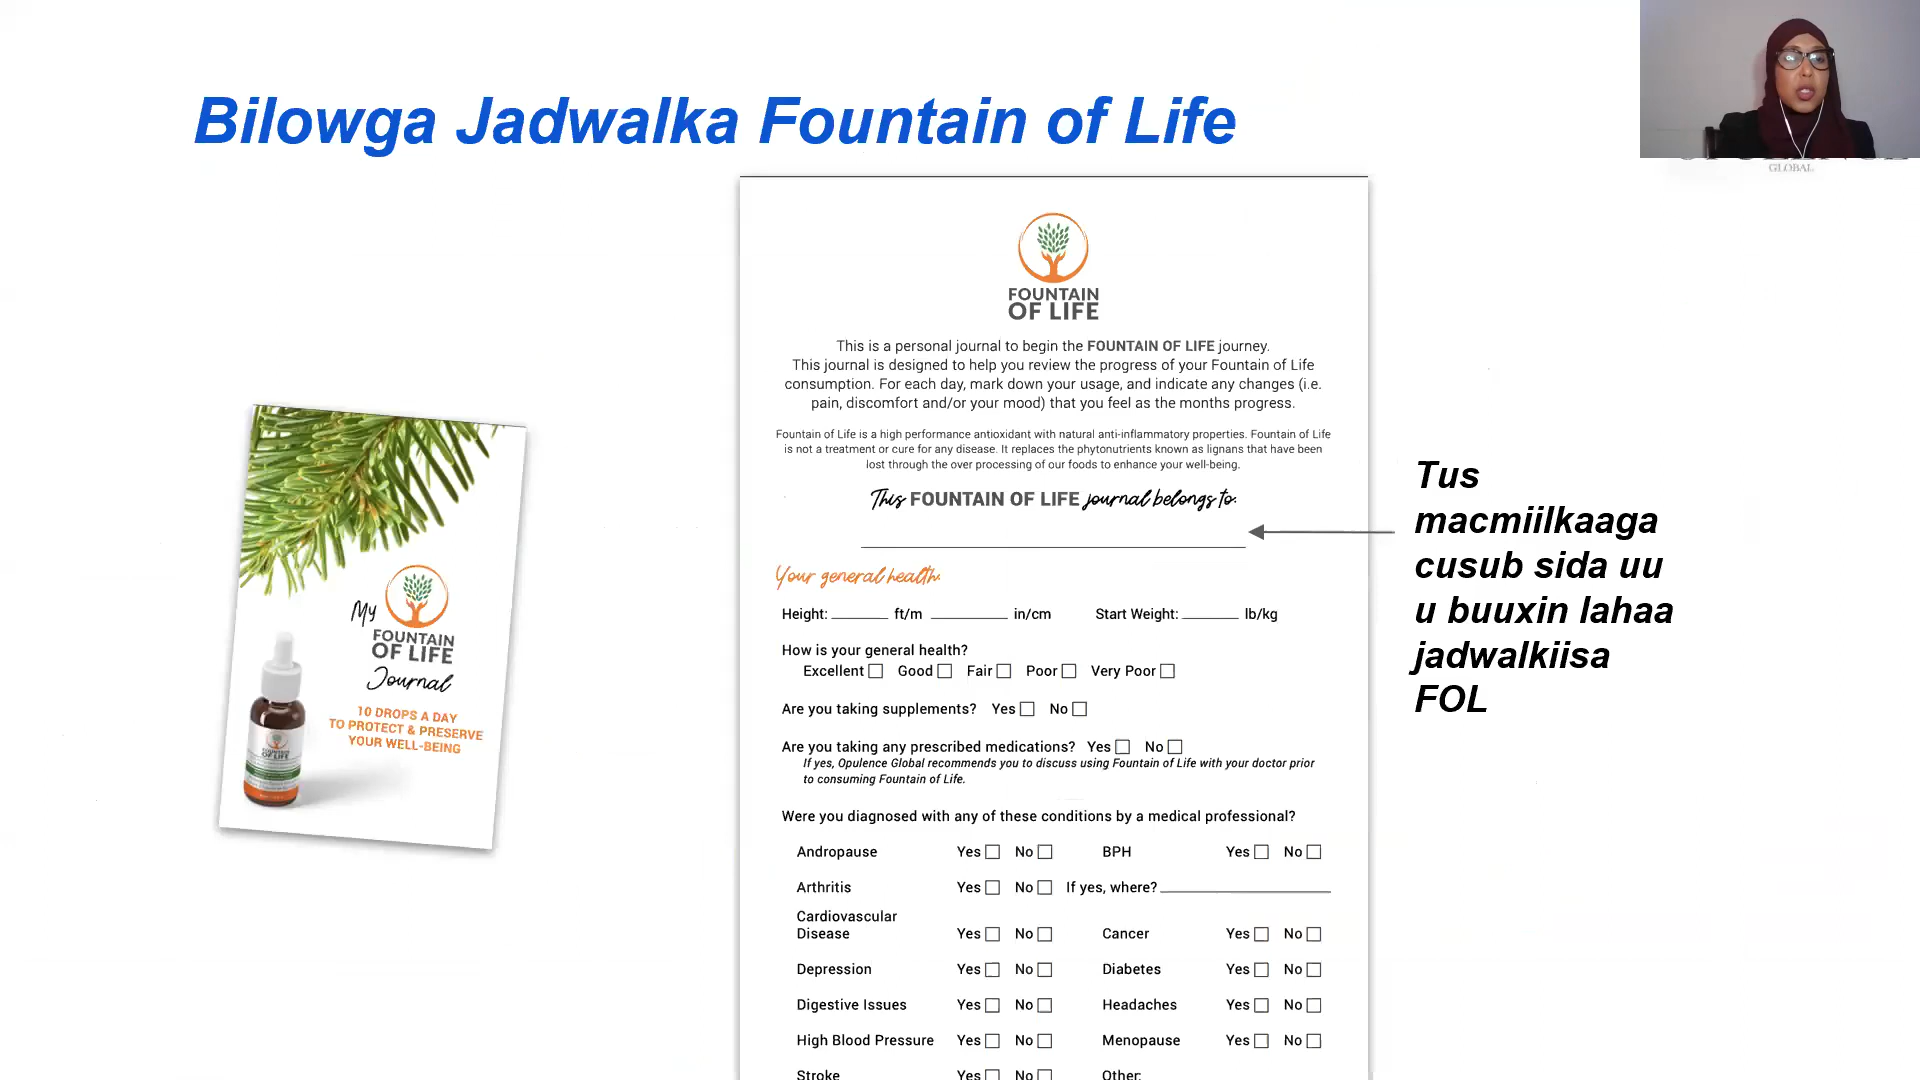 Bilowga Jadwalka Fountain of Life
GLOBAL
FOUNTAIN
OF LIFE
This is a personal journal to begin the FOUNTAIN OF LIFE journey.
This journal is designed to help you review the progress of your Fountain of Life
consumption. For each day, mark down your usage, and indicate any changes (i.e.
pain, discomfort and/or your mood) that you feel as the months progress.
Fountain of Life is a high performance antioxidant with natural anti-inflammatory properties. Fountain of Life
is not a treatment or cure for any disease. It replaces the phytonutrients known as lignans that have been
lost through the over processing of our foods to enhance your well-being.
This FOUNTAIN OF LIFE journal belongs to:
Your general health:
Height: ft/m in/cm Start Weight: lb/kg
How is your general health?
Excellent Good Fair Poor Very Poor
Are you taking supplements? Yes No
Are you taking any prescribed medications? Yes No
If yes, Opulence Global recommends you to discuss using Fountain of Life with your doctor prior
to consuming Fountain of Life.
Were you diagnosed with any of these conditions by a medical professional?
Andropause Yes No BPH Yes No
Arthritis Yes No If yes, where?
Cardiovascular
Disease Yes No Cancer Yes No
Depression Yes No Diabetes Yes No
Digestive Issues Yes No Headaches Yes No
High Blood Pressure Yes No Menopause Yes No
Stroke Yes No Other:
My
FOUNTAIN
OF LIFE
Journal
10 DROPS A DAY
TO PROTECT & PRESERVE
YOUR WELL-BEING
FOUNTAIN
OF LIFE
Tus
macmiilkaaga
cusub sida uu
u buuxin lahaa
jadwalkiisa
FOL